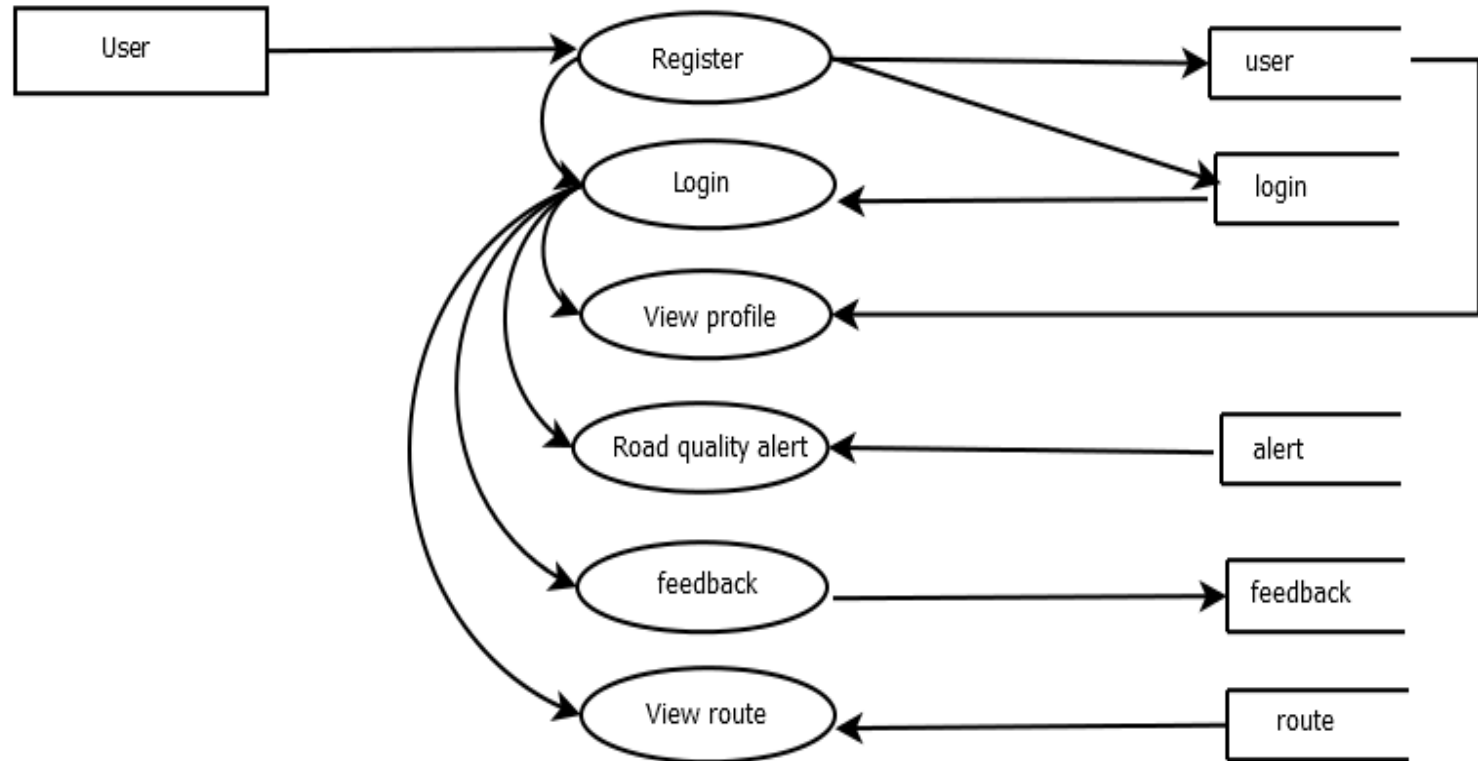 User
Register
user
Login
login
View profile
Road quality alert
alert
feedback
feedback
View route
route